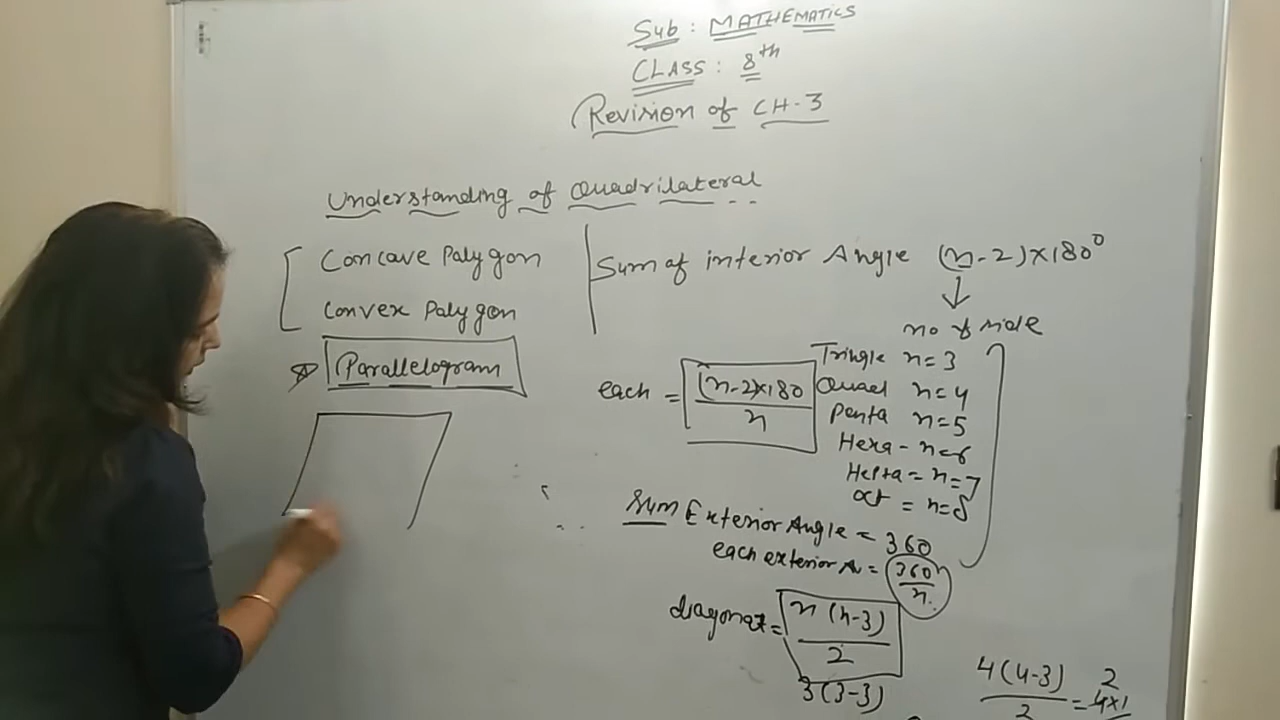 Sub : MATHEMATICS
CLASS : 8th
Revision of CH-3
Understanding of Quadrilateral
Concave Polygon
Convex Polygon
Parallelogram
Sum of interior Angle (n-2)×180°
no of side
Tringle n=3
Quad n=4
Penta n=5
Hexa - n=6
Hepta = n=7
Oct = n=8
each = (n-2)×180
n
Sum Exterior Angle = 360
each exterior A = 360
n
diagonal = n(n-3)
2
3(3-3)
4(4-3)
2
= 4×1
2